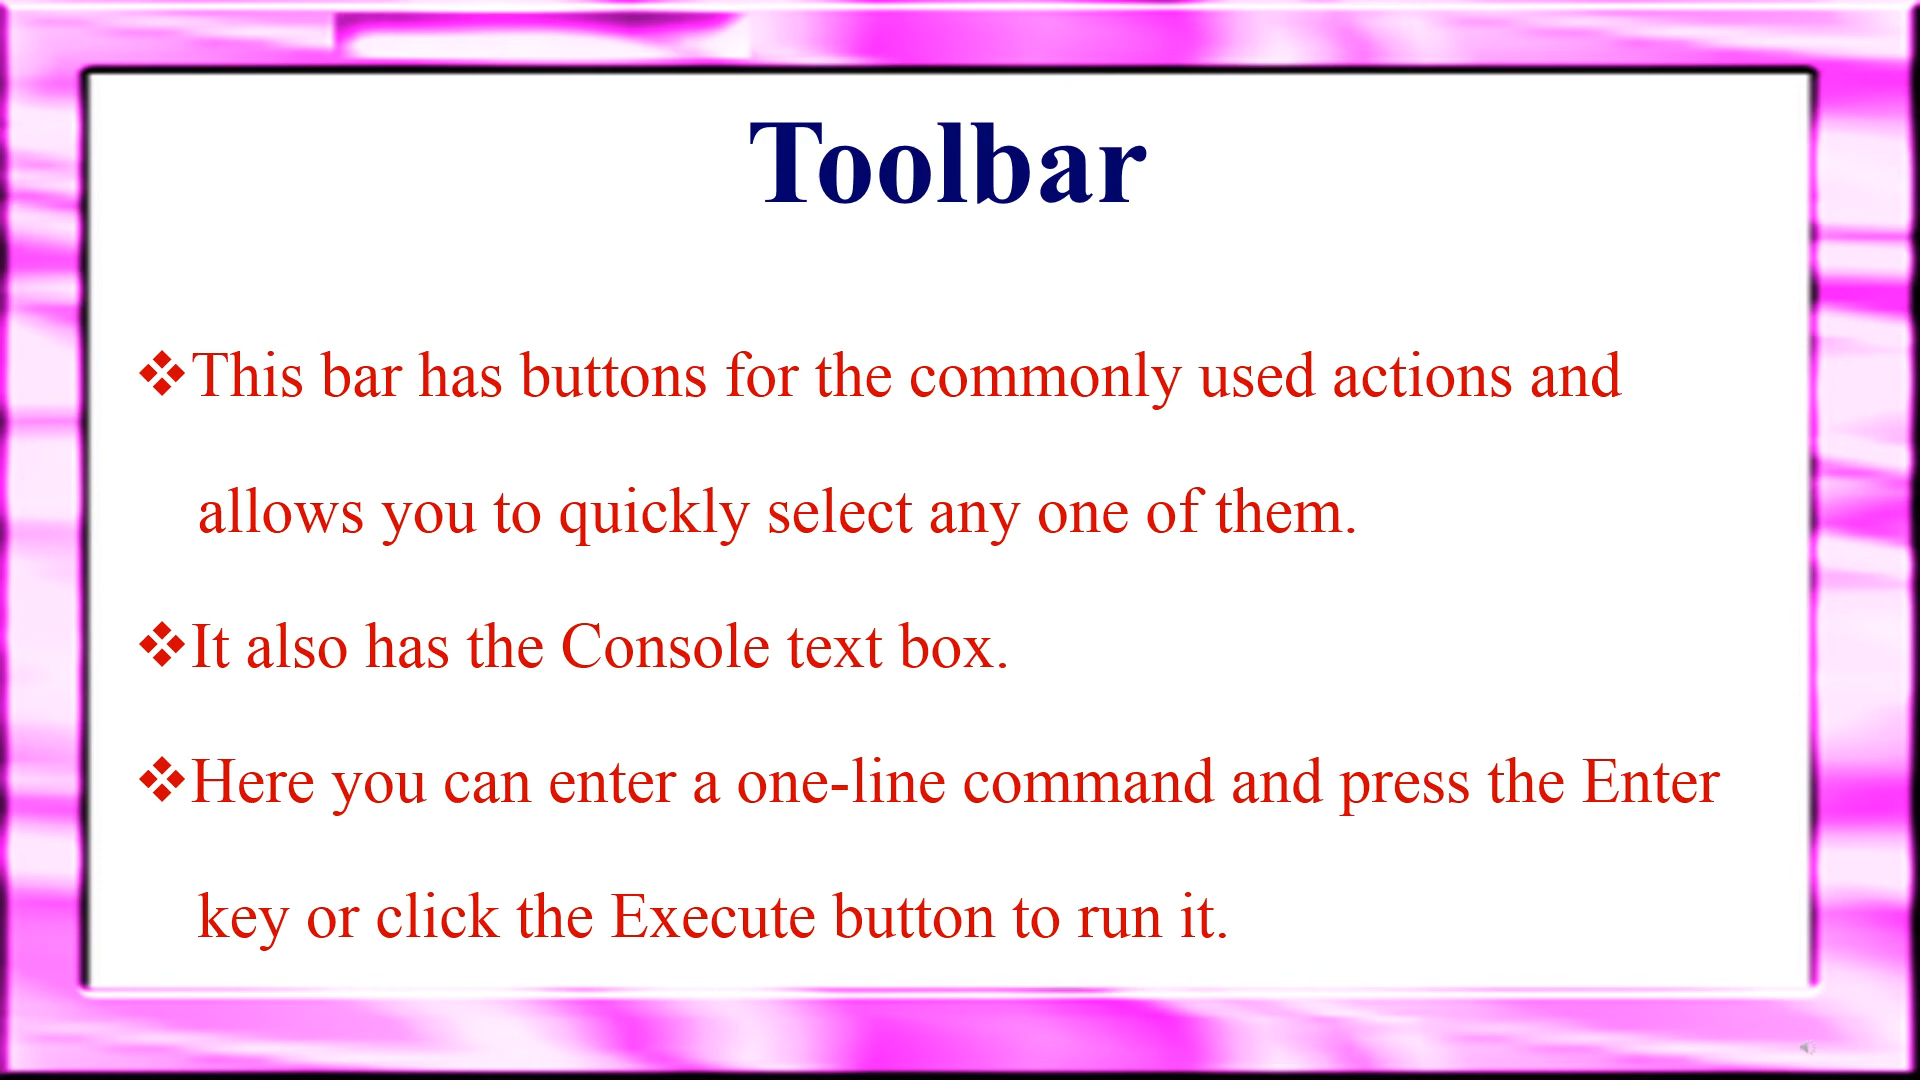 Toolbar
❖This bar has buttons for the commonly used actions and
allows you to quickly select any one of them.
❖It also has the Console text box.
❖Here you can enter a one-line command and press the Enter
key or click the Execute button to run it.